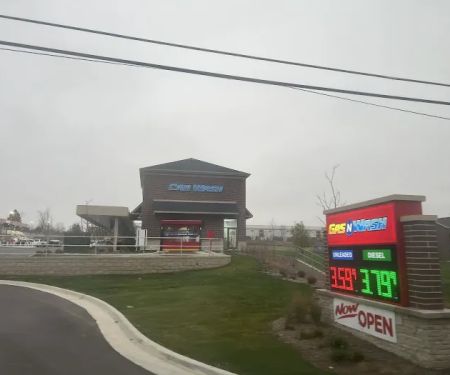 CAR WASH
GAS N WASH
UNLEADED DIESEL
3.59 3.79
Now OPEN